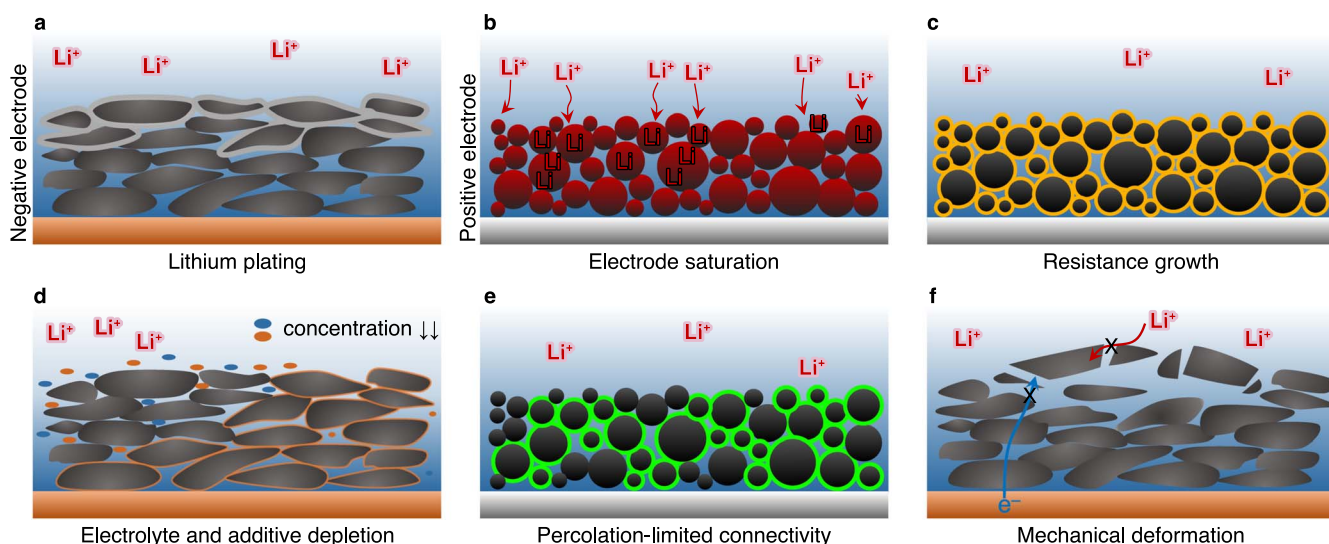 a
Negative electrode
Li⁺
Li⁺
Li⁺
Li⁺
Lithium plating
b
Positive electrode
Li⁺
Li⁺
Li⁺
Li⁺
Li⁺
Li⁺
Li
Li
Li
Li
Li
Li
Li
Li
Li
Li
Li
Electrode saturation
c
Li⁺
Li⁺
Li⁺
Resistance growth
d
Li⁺
Li⁺
Li⁺
concentration ↓↓
Electrolyte and additive depletion
e
Li⁺
Li⁺
Li⁺
Percolation-limited connectivity
f
Li⁺
Li⁺
Li⁺
X
X
e⁻
Mechanical deformation